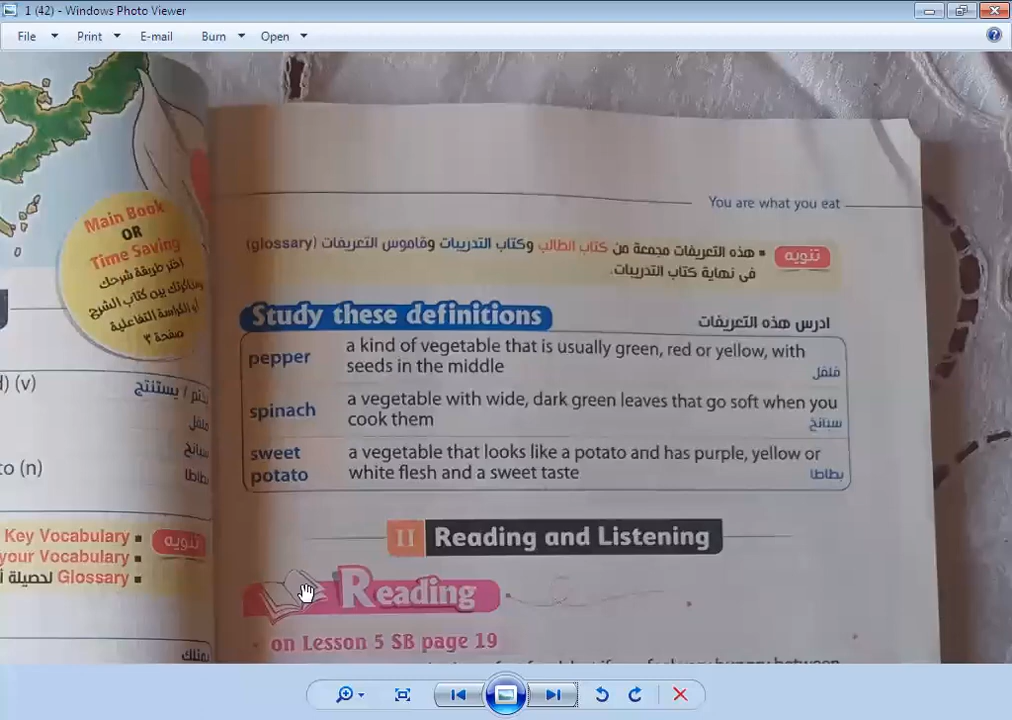 1 (42) - Windows Photo Viewer
File Print E-mail Burn Open
Main Book
OR
Time Saving
اختر طريقة شرحك
ومذاكرتك بين كتاب الشرح
أو الكراسة التفاعلية
صفحة ٣
(v)
يستنتج
فلفل
سبانخ
to (n)
بطاطا
تنويه
Key Vocabulary
your Vocabulary
Glossary لحصيلة
You are what you eat
تنويه
▪ هذه التعريفات مجمعة من كتاب الطالب وكتاب التدريبات وقاموس التعريفات (glossary)
فى نهاية كتاب التدريبات.
Study these definitions ادرس هذه التعريفات
pepper a kind of vegetable that is usually green, red or yellow, with
seeds in the middle فلفل
spinach a vegetable with wide, dark green leaves that go soft when you
cook them سبانخ
sweet potato a vegetable that looks like a potato and has purple, yellow or
white flesh and a sweet taste بطاطا
II Reading and Listening
Reading
on Lesson 5 SB page 19